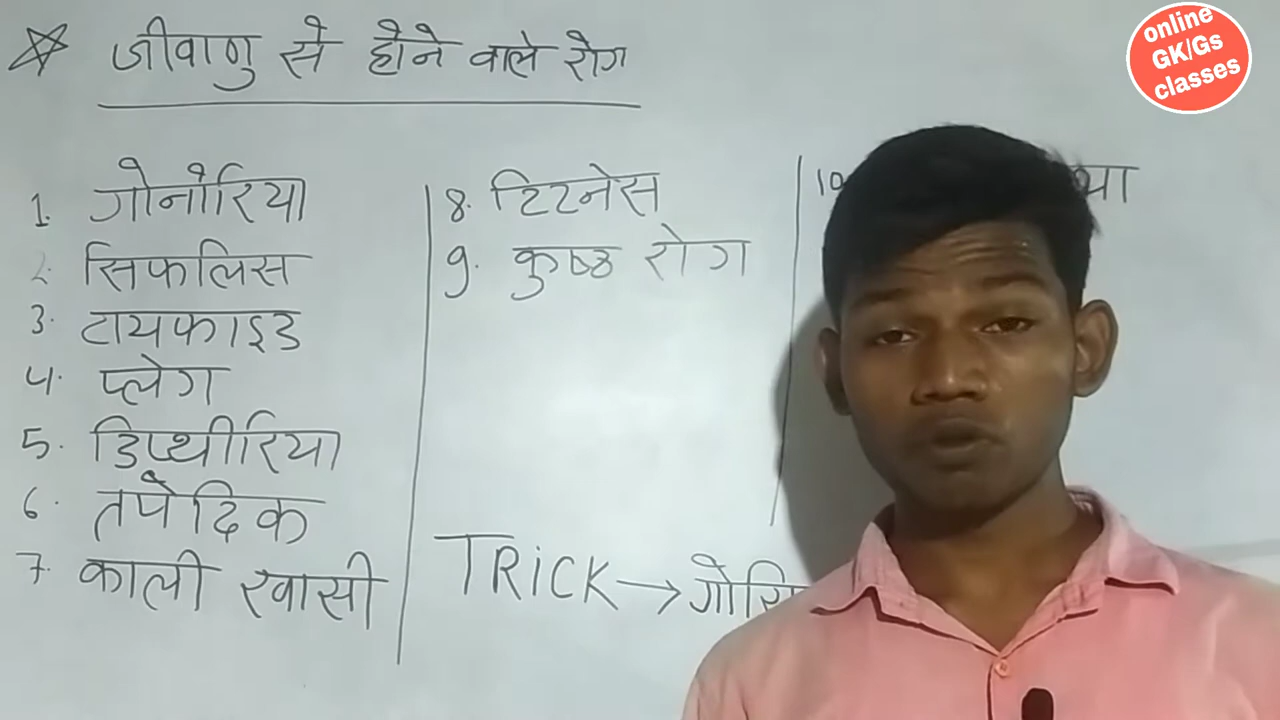 जीवाणु से होने वाले रोग
1. गोनोरिया
2. सिफलिस
3. टायफाइड
4. प्लेग
5. डिप्थीरिया
6. तपेदिक
7. काली खासी
8. टिटनेस
9. कुष्ठ रोग
10
TRiCK → गोरि
online
GK/Gs
classes